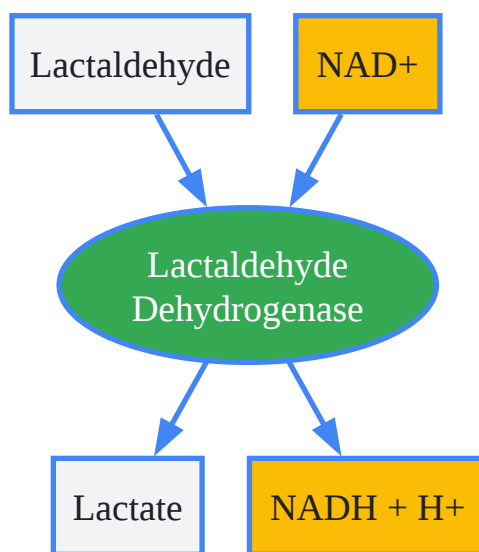 Lactaldehyde
NAD+
Lactaldehyde
Dehydrogenase
Lactate
NADH + H+